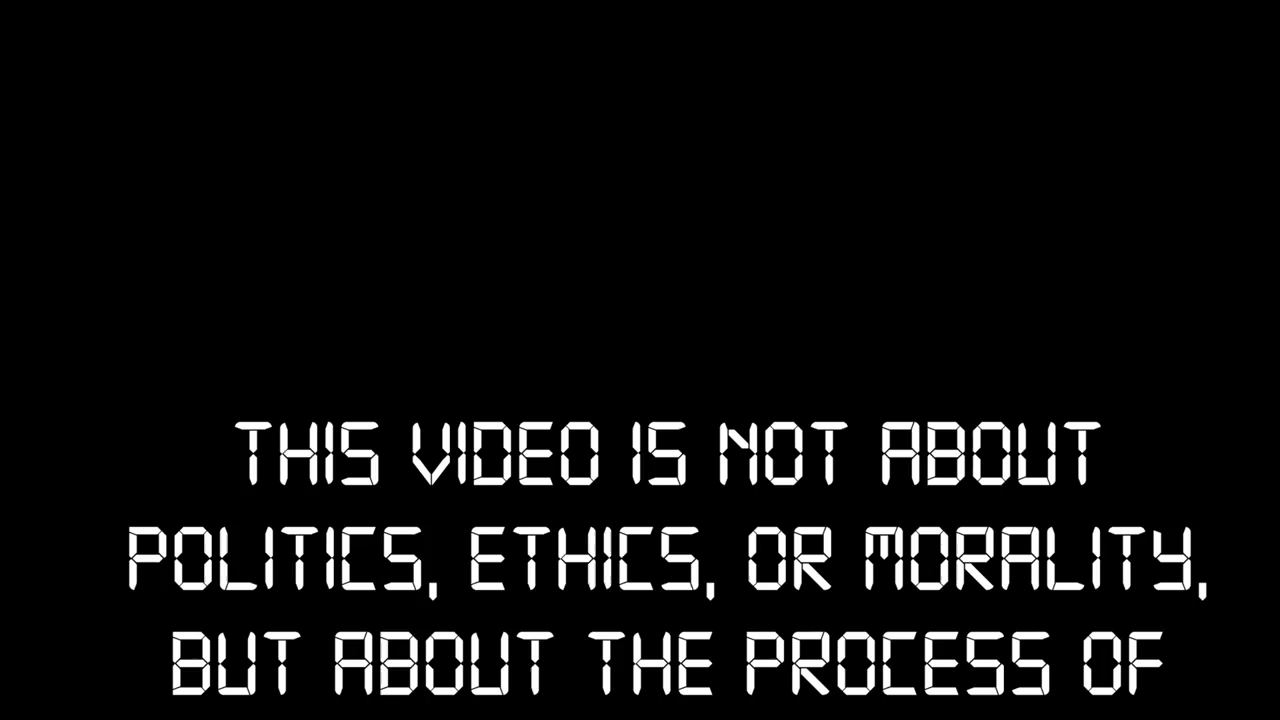 THIS VIDEO IS NOT ABOUT
POLITICS, ETHICS, OR MORALITY,
BUT ABOUT THE PROCESS OF